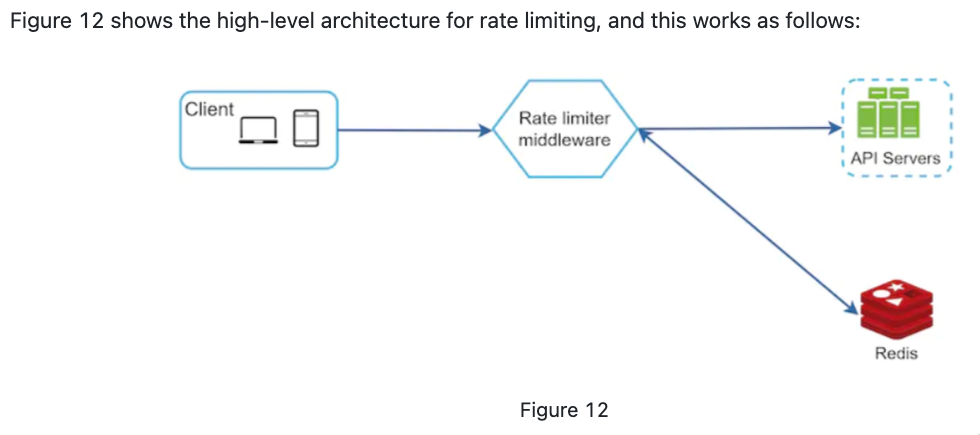 Figure 12 shows the high-level architecture for rate limiting, and this works as follows:
Client
Rate limiter
middleware
API Servers
Redis
Figure 12